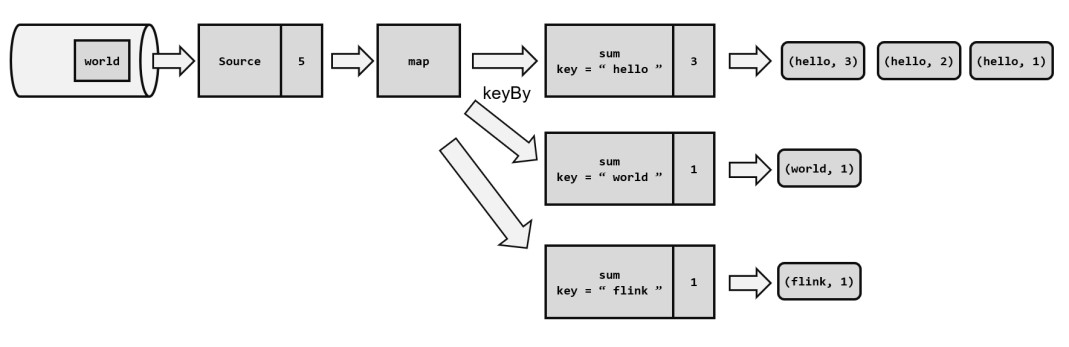 world
Source
5
map
keyBy
sum
key = “ hello ”
3
(hello, 3)
(hello, 2)
(hello, 1)
sum
key = “ world ”
1
(world, 1)
sum
key = “ flink ”
1
(flink, 1)